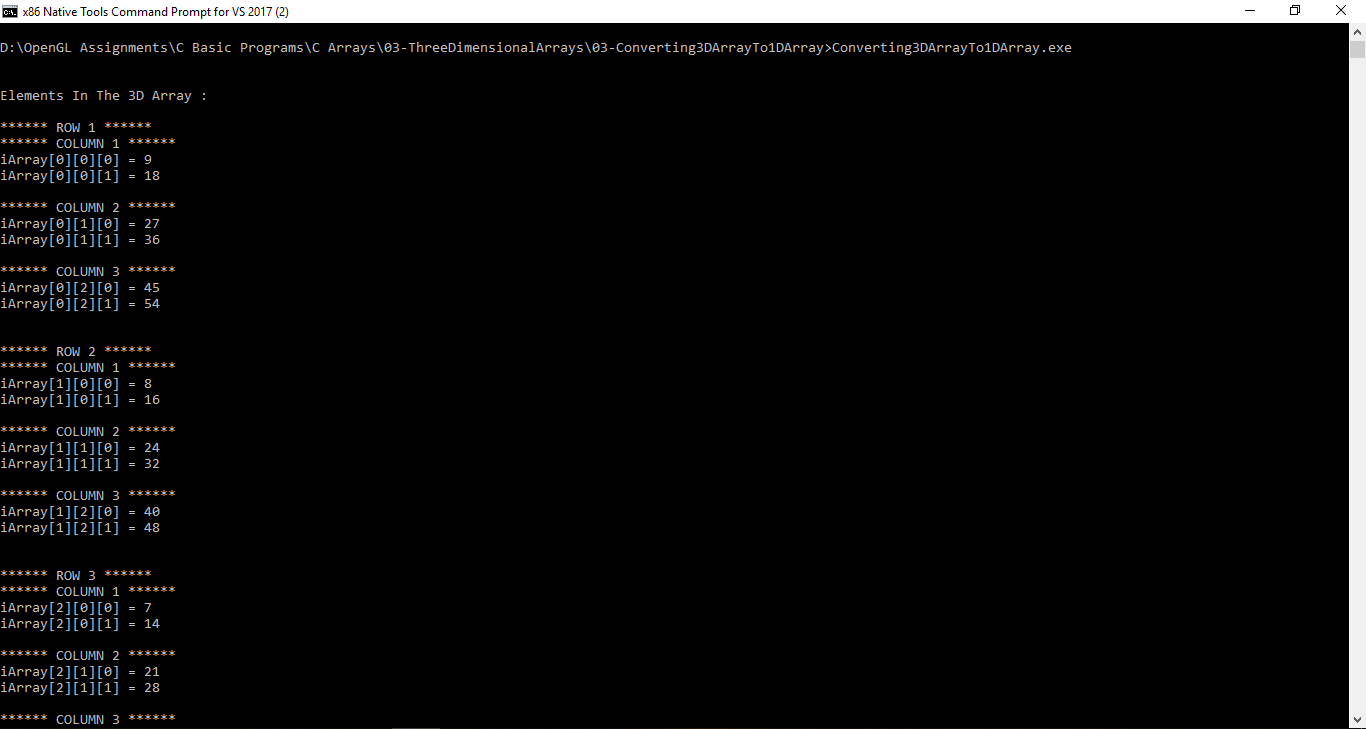 x86 Native Tools Command Prompt for VS 2017 (2)
D:\OpenGL Assignments\C Basic Programs\C Arrays\03-ThreeDimensionalArrays\03-Converting3DArrayTo1DArray>Converting3DArrayTo1DArray.exe
Elements In The 3D Array :
****** ROW 1 ******
****** COLUMN 1 ******
iArray[0][0][0] = 9
iArray[0][0][1] = 18
****** COLUMN 2 ******
iArray[0][1][0] = 27
iArray[0][1][1] = 36
****** COLUMN 3 ******
iArray[0][2][0] = 45
iArray[0][2][1] = 54
****** ROW 2 ******
****** COLUMN 1 ******
iArray[1][0][0] = 8
iArray[1][0][1] = 16
****** COLUMN 2 ******
iArray[1][1][0] = 24
iArray[1][1][1] = 32
****** COLUMN 3 ******
iArray[1][2][0] = 40
iArray[1][2][1] = 48
****** ROW 3 ******
****** COLUMN 1 ******
iArray[2][0][0] = 7
iArray[2][0][1] = 14
****** COLUMN 2 ******
iArray[2][1][0] = 21
iArray[2][1][1] = 28
****** COLUMN 3 ******